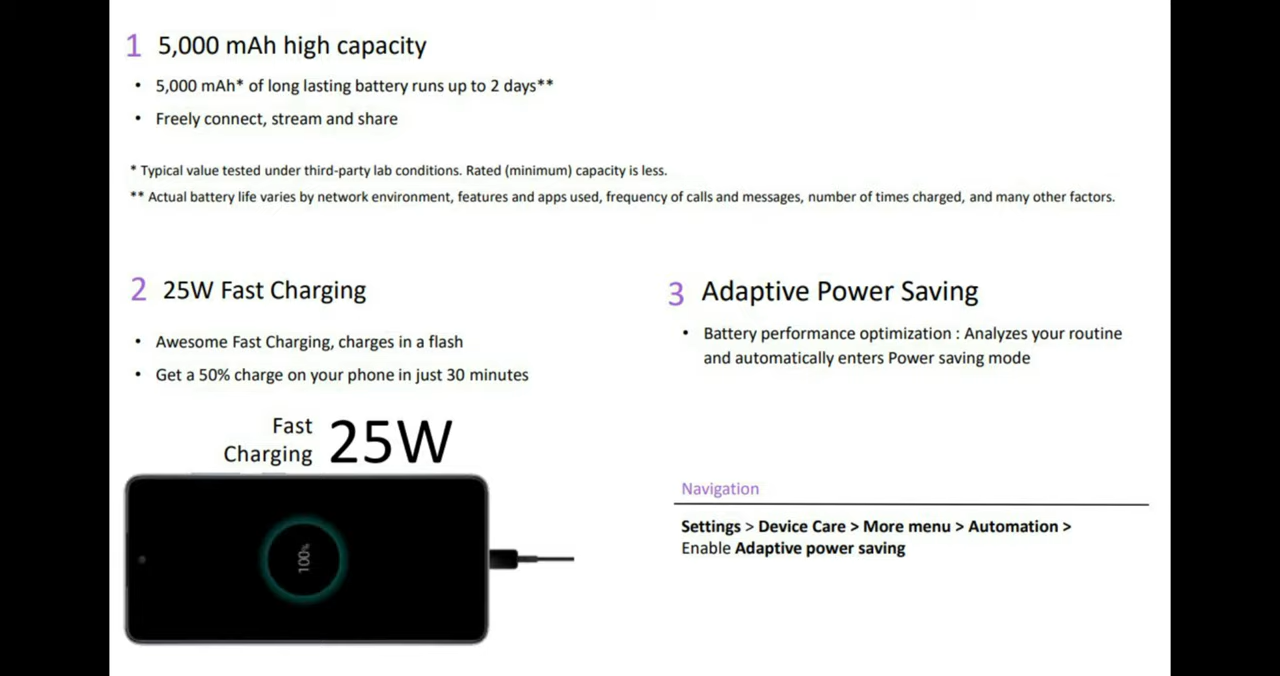 1 5,000 mAh high capacity
• 5,000 mAh* of long lasting battery runs up to 2 days**
• Freely connect, stream and share
* Typical value tested under third-party lab conditions. Rated (minimum) capacity is less.
** Actual battery life varies by network environment, features and apps used, frequency of calls and messages, number of times charged, and many other factors.
2 25W Fast Charging
• Awesome Fast Charging, charges in a flash
• Get a 50% charge on your phone in just 30 minutes
Fast
Charging 25W
100%
3 Adaptive Power Saving
• Battery performance optimization : Analyzes your routine
and automatically enters Power saving mode
Navigation
Settings > Device Care > More menu > Automation >
Enable Adaptive power saving